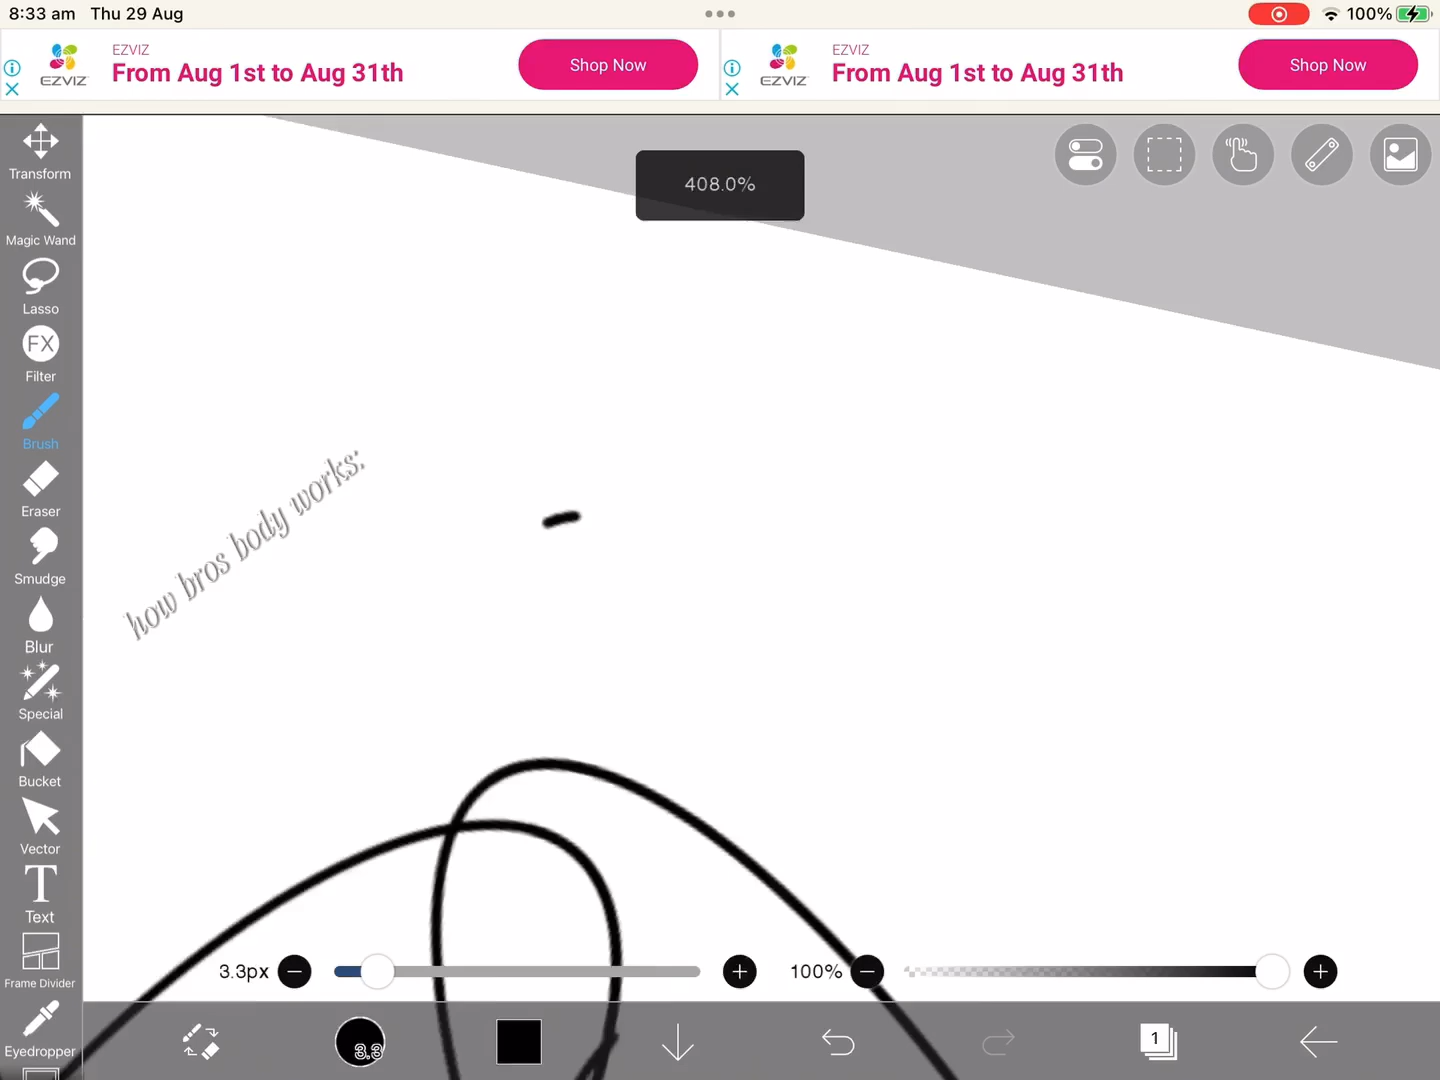 8:33 am Thu 29 Aug
100%
EZVIZ
EZVIZ
From Aug 1st to Aug 31th
Shop Now
EZVIZ
EZVIZ
From Aug 1st to Aug 31th
Shop Now
408.0%
Transform
Magic Wand
Lasso
FX
Filter
Brush
Eraser
Smudge
Blur
Special
Bucket
Vector
T
Text
Frame Divider
Eyedropper
how bros body works:
3.3px
100%
3.3
1